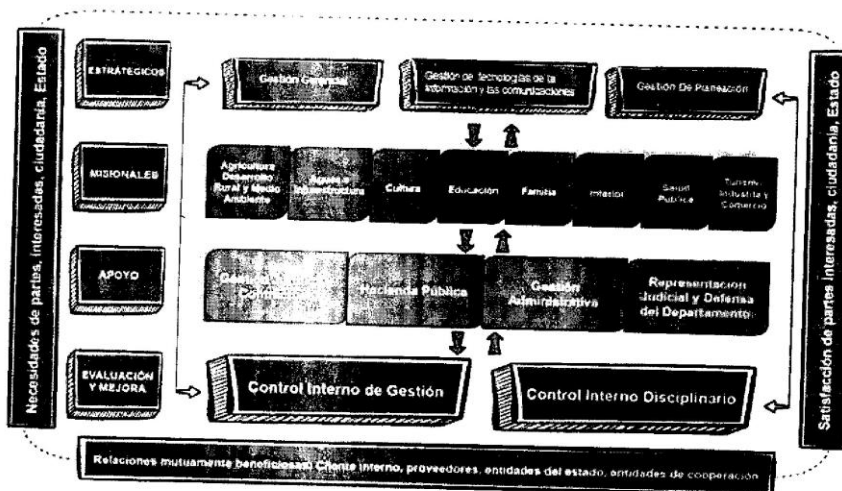 Necesidades de partes, interesadas, ciudadanía, Estado
ESTRATÉGICOS
Gestión Gerencial
Gestión de Tecnologías de la
Información y las comunicaciones
Gestión De Planeación
MISIONALES
Agricultura
Desarrollo
Rural y Medio
Ambiente
Infraestructura
Cultura
Educación
Familia
Interior
Salud
Pública
Turismo,
Industria y
Comercio
APOYO
Hacienda Pública
Gestión
Administrativa
Representación
Judicial y Defensa
del Departamento
EVALUACIÓN
Y MEJORA
Control Interno de Gestión
Control Interno Disciplinario
Satisfacción de partes interesadas, ciudadanía, Estado
Relaciones mutuamente beneficiosas: Cliente interno, proveedores, entidades del estado, entidades de cooperación